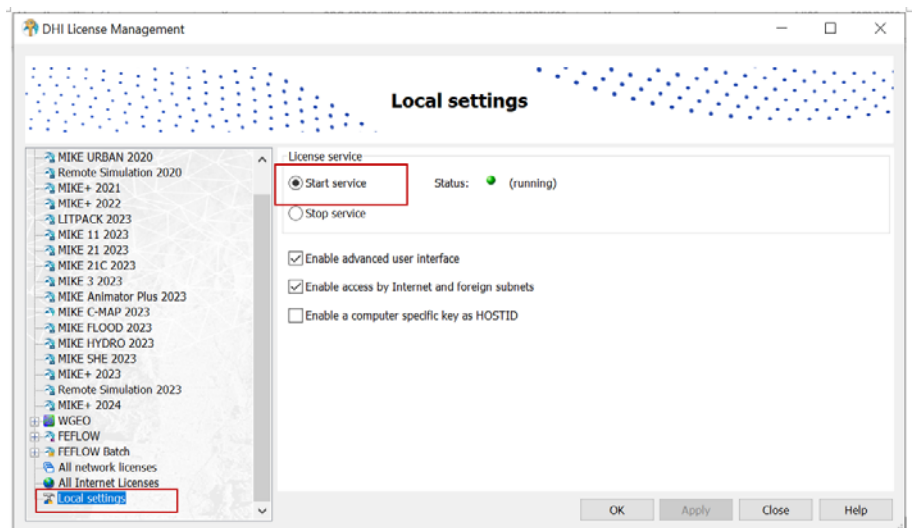 DHI License Management
Local settings
MIKE URBAN 2020
Remote Simulation 2020
MIKE+ 2021
MIKE+ 2022
LITPACK 2023
MIKE 11 2023
MIKE 21 2023
MIKE 21C 2023
MIKE 3 2023
MIKE Animator Plus 2023
MIKE C-MAP 2023
MIKE FLOOD 2023
MIKE HYDRO 2023
MIKE SHE 2023
MIKE+ 2023
Remote Simulation 2023
MIKE+ 2024
WGEO
FEFLOW
FEFLOW Batch
All network licenses
All Internet Licenses
Local settings
License service
Start service Status: (running)
Stop service
Enable advanced user interface
Enable access by Internet and foreign subnets
Enable a computer specific key as HOSTID
OK Apply Close Help